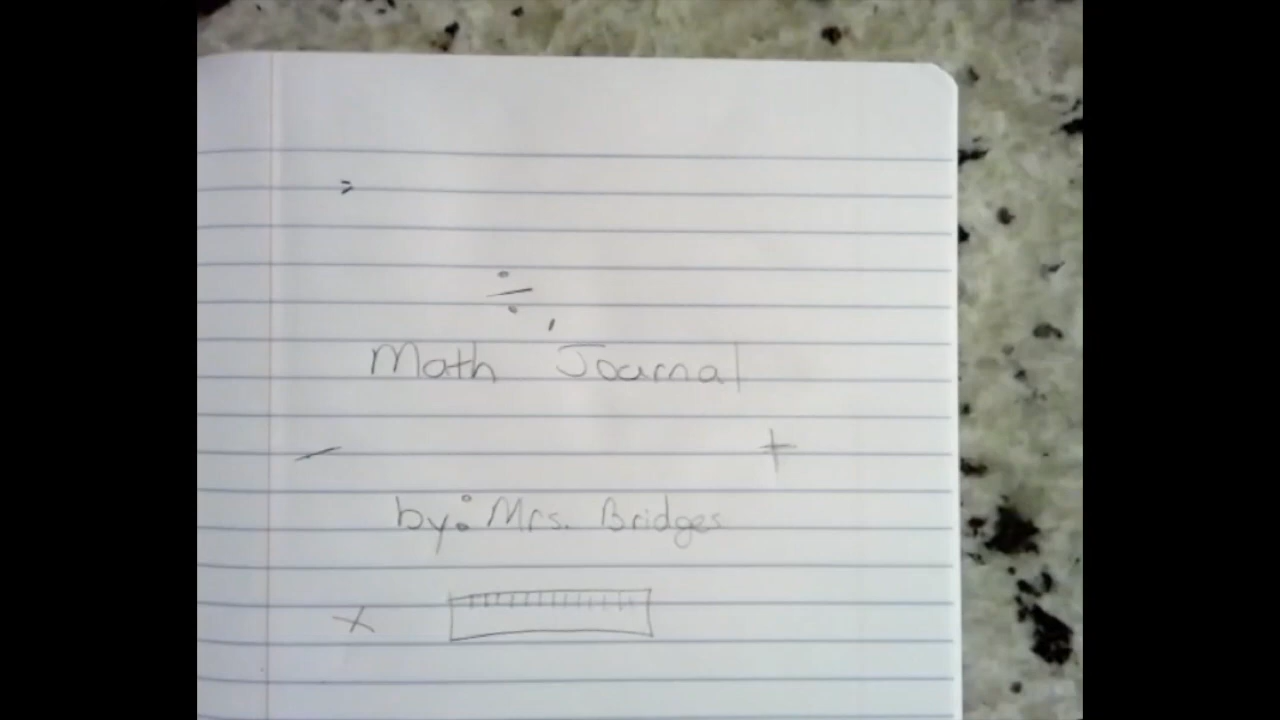 >
÷
Math Journal
- +
by: Mrs. Bridges
x